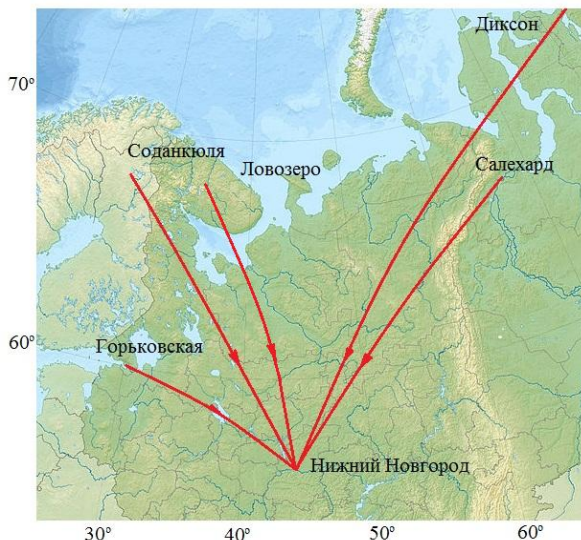 Диксон
70°
Соданкюля
Ловозеро
Салехард
60°
Горьковская
Нижний Новгород
30°
40°
50°
60°